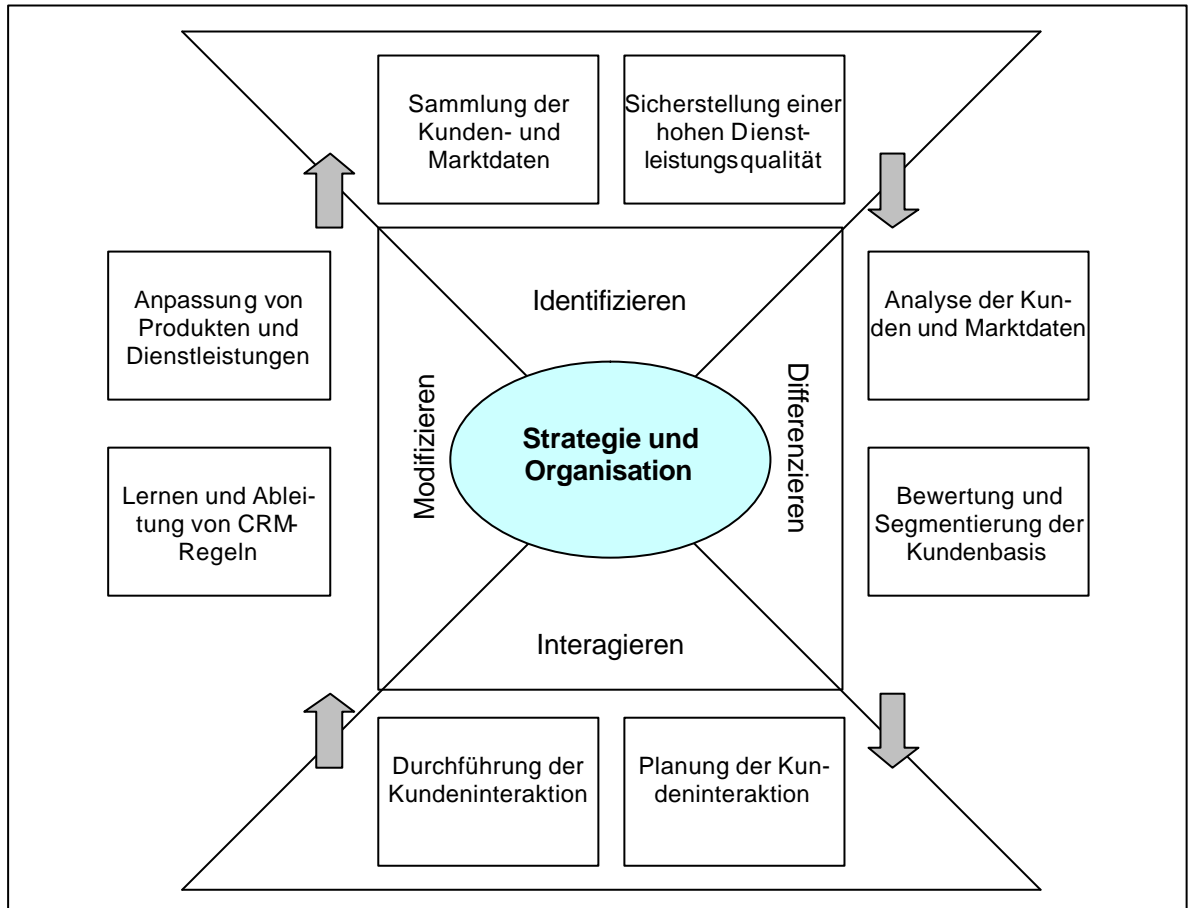 Sammlung der
Kunden- und
Marktdaten
Sicherstellung einer
hohen Dienst-
leistungsqualität
Anpassung von
Produkten und
Dienstleistungen
Identifizieren
Analyse der Kun-
den und Marktdaten
Modifizieren
Strategie und
Organisation
Differenzieren
Lernen und Ablei-
tung von CRM-
Regeln
Bewertung und
Segmentierung der
Kundenbasis
Interagieren
Durchführung der
Kundeninteraktion
Planung der Kun-
deninteraktion